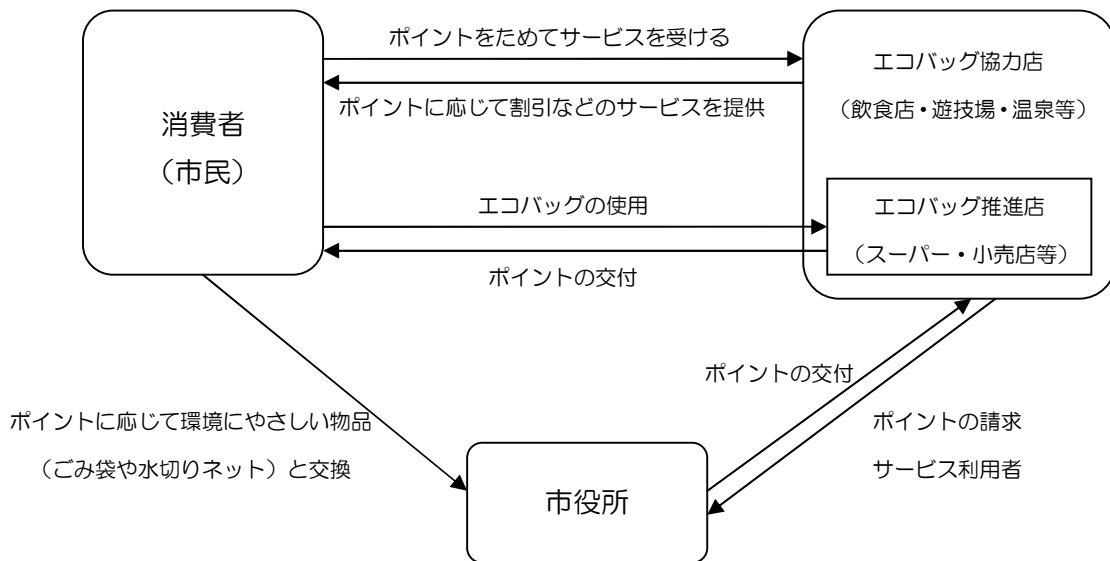 ポイントをためてサービスを受ける
ポイントに応じて割引などのサービスを提供
消費者
（市民）
エコバッグ協力店
（飲食店・遊技場・温泉等）
エコバッグの使用
ポイントの交付
エコバッグ推進店
（スーパー・小売店等）
ポイントの交付
ポイントに応じて環境にやさしい物品
（ごみ袋や水切りネット）と交換
ポイントの請求
サービス利用者
市役所